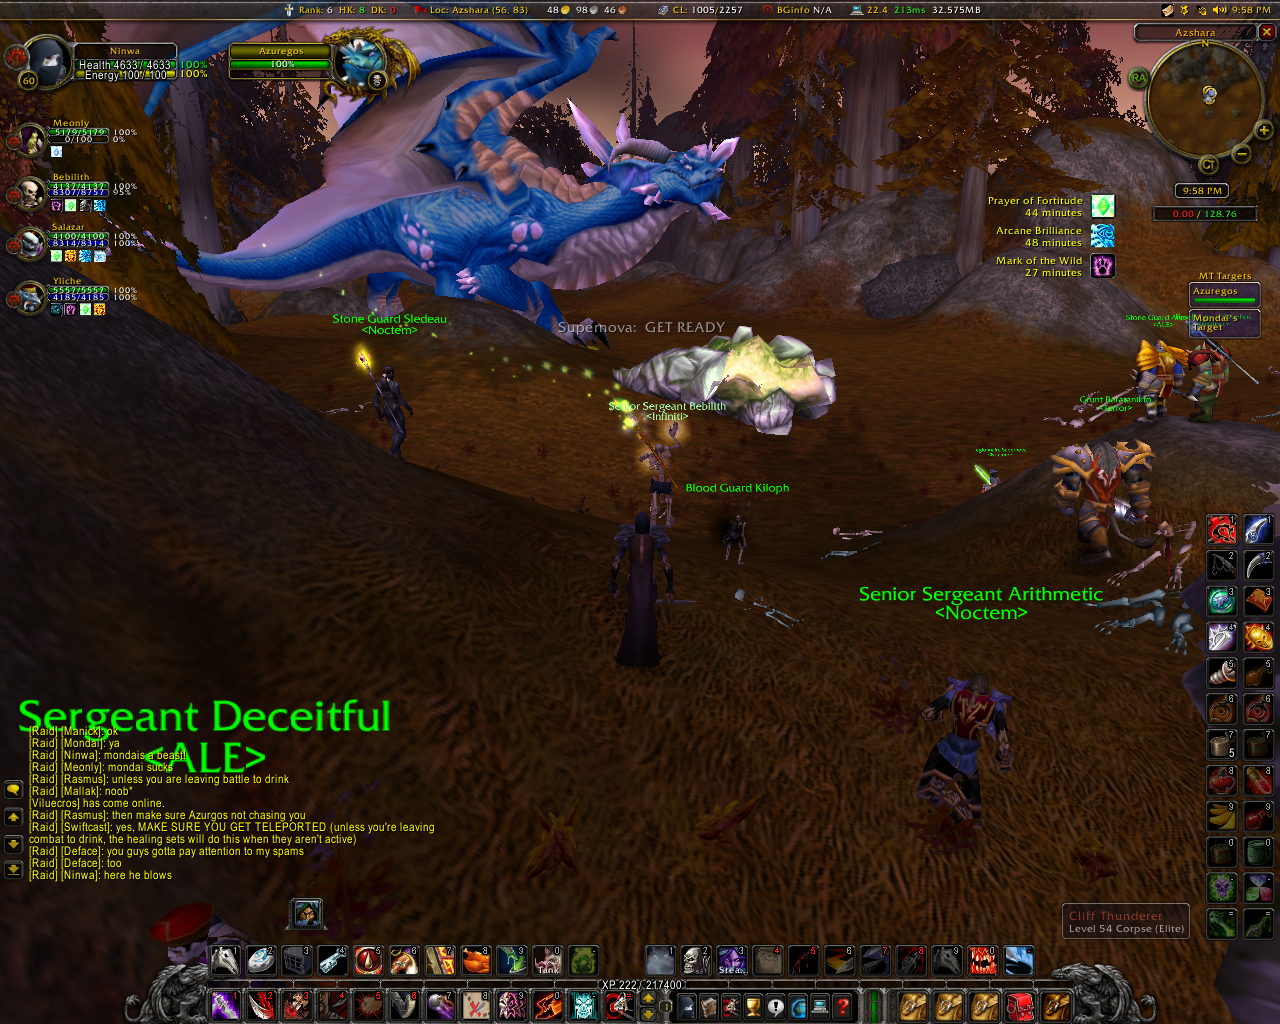 Rank: 6 HK: 8 DK: 0
Loc: Azshara (56, 83)
48 98 46
CL: 1005/2257
BGinfo N/A
22.4 213ms 32.575MB
9:58 PM
Ninwa
Health 4633 / 4633 100%
Energy 100 / 100 100%
60
Azuregos
100%
Azshara
N
RA
CT
9:58 PM
0.00 / 128.76
Meonly
5179/5179 100%
0/100 0%
Bebilith
4137/4137 100%
8307/8757 95%
Salazar
4100/4100 100%
8314/8314 100%
Yliche
5557/5557 100%
4185/4185 100%
Prayer of Fortitude
44 minutes
Arcane Brilliance
48 minutes
Mark of the Wild
27 minutes
MT Targets
Azuregos
Mondai's
Target
Stone Guard Sledeau
<Noctem>
Supernova: GET READY
Stone Guard
<ALE>
Senior Sergeant Bebilith
<Infiniti>
Grunt
Blood Guard Kiloph
Senior Sergeant Arithmetic
<Noctem>
Sergeant Deceitful
<ALE>
[Raid] [Manick]: ok
[Raid] [Mondai]: ya
[Raid] [Ninwa]: mondais a beast!
[Raid] [Meonly]: mondai sucks
[Raid] [Rasmus]: unless you are leaving battle to drink
[Raid] [Mallak]: noob*
[Viluecros] has come online.
[Raid] [Rasmus]: then make sure Azurgos not chasing you
[Raid] [Swiftcast]: yes, MAKE SURE YOU GET TELEPORTED (unless you're leaving
combat to drink, the healing sets will do this when they aren't active)
[Raid] [Deface]: you guys gotta pay attention to my spams
[Raid] [Deface]: too
[Raid] [Ninwa]: here he blows
Cliff Thunderer
Level 54 Corpse (Elite)
Tank
Stea...
XP 222 / 217400